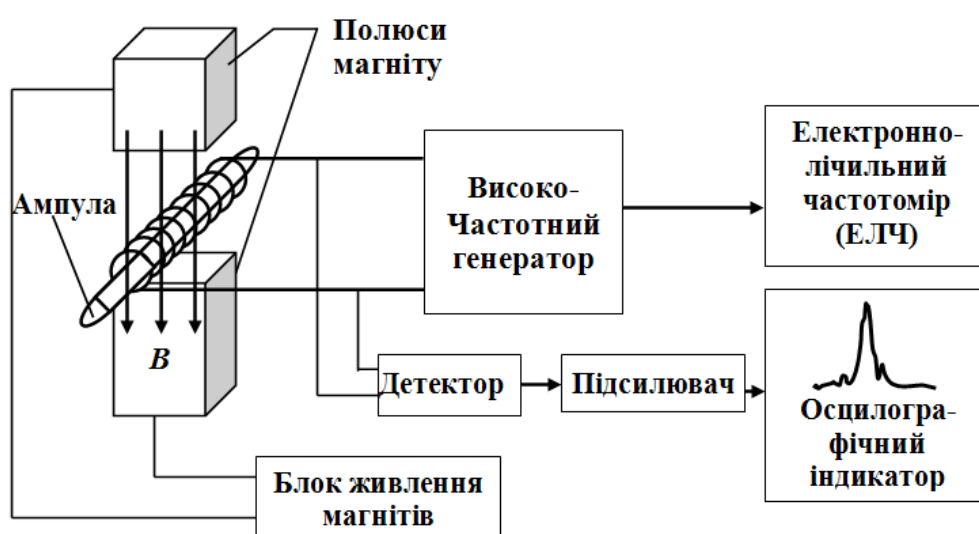 Полюси
магніту
Ампула
B
Високо-
Частотний
генератор
Електронно-
лічильний
частотомір
(ЕЛЧ)
Детектор
Підсилювач
Осцилогра-
фічний
індикатор
Блок живлення
магнітів